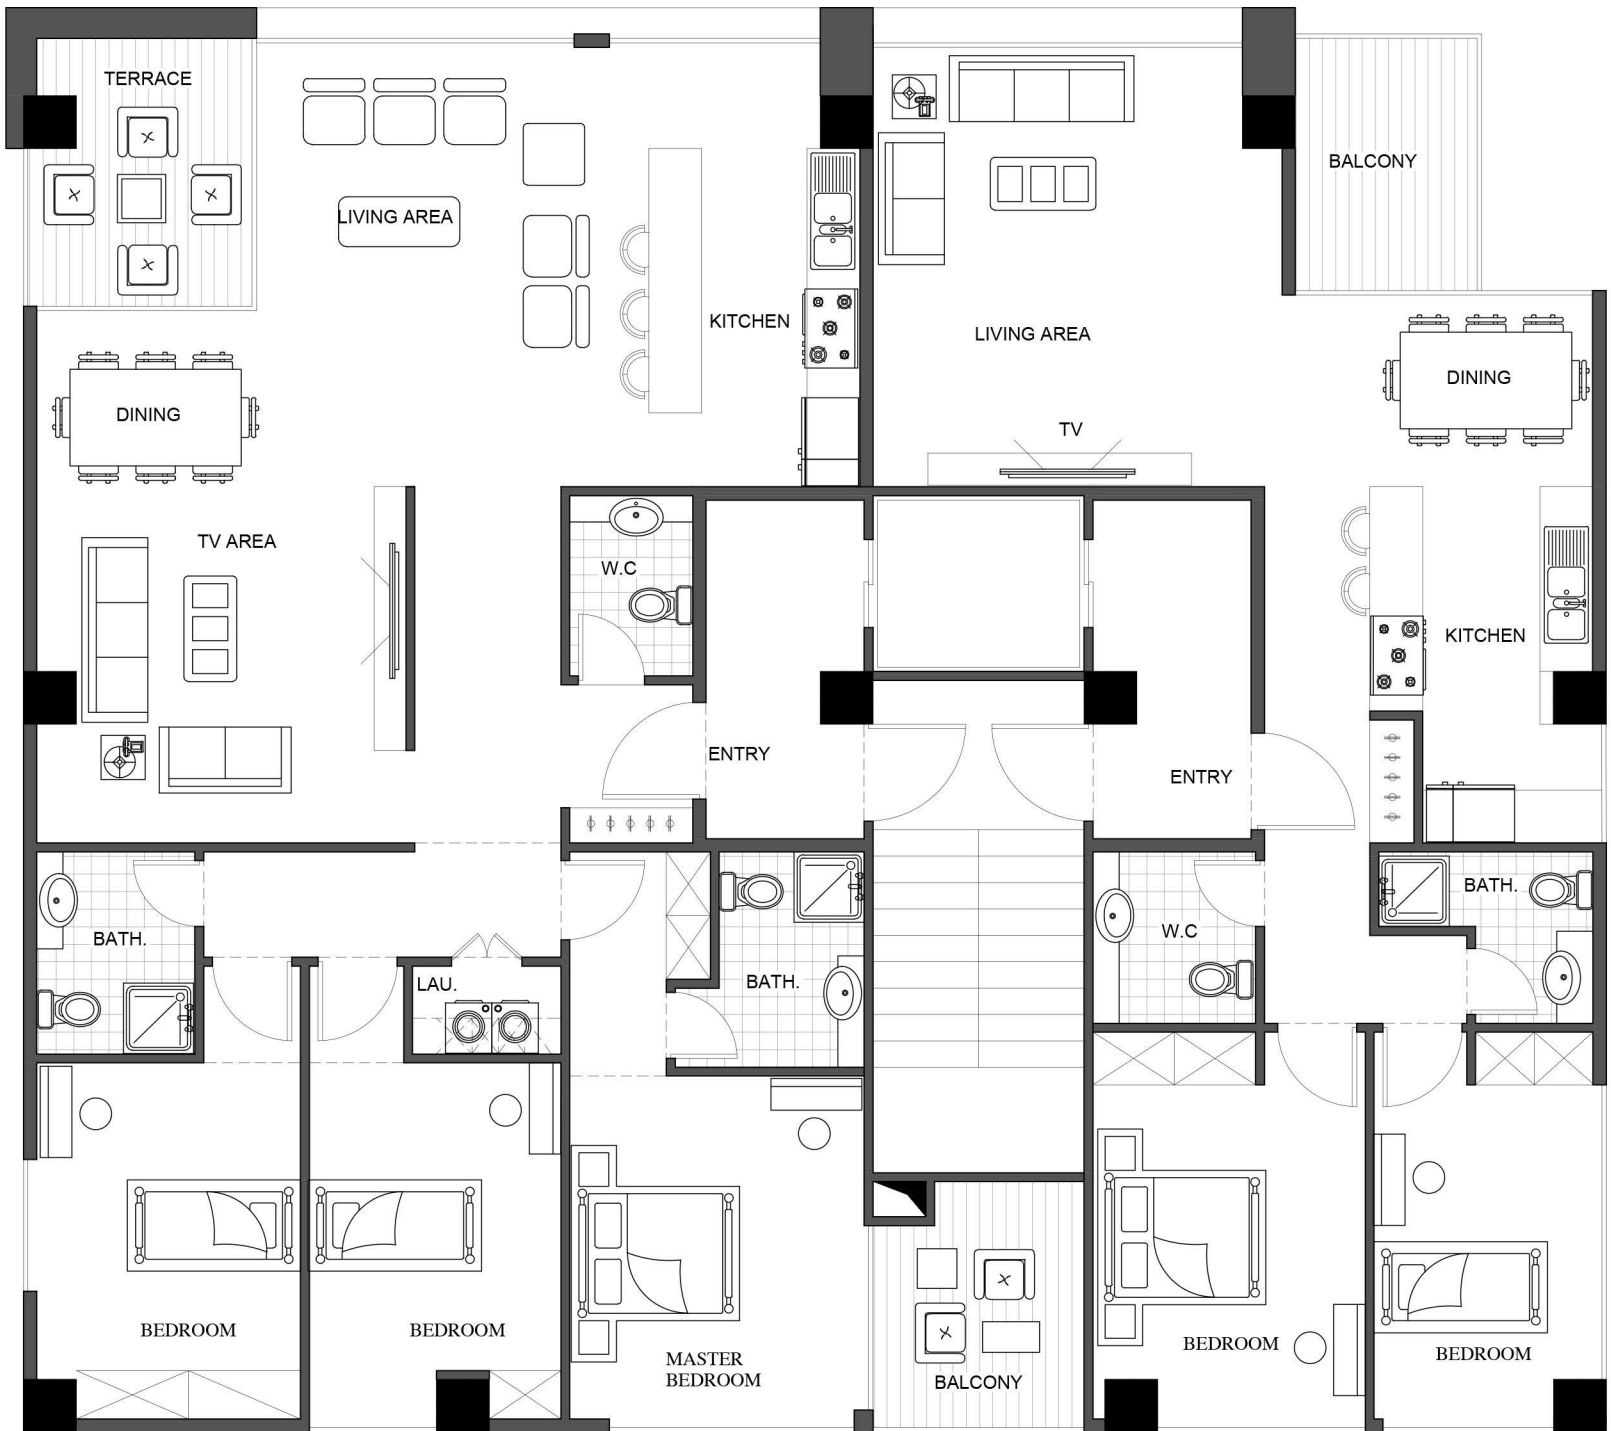 TERRACE
BALCONY
LIVING AREA
KITCHEN
LIVING AREA
DINING
DINING
TV
TV AREA
W.C
KITCHEN
ENTRY
ENTRY
BATH.
W.C
BATH.
LAU.
BATH.
BEDROOM
BEDROOM
MASTER
BEDROOM
BALCONY
BEDROOM
BEDROOM